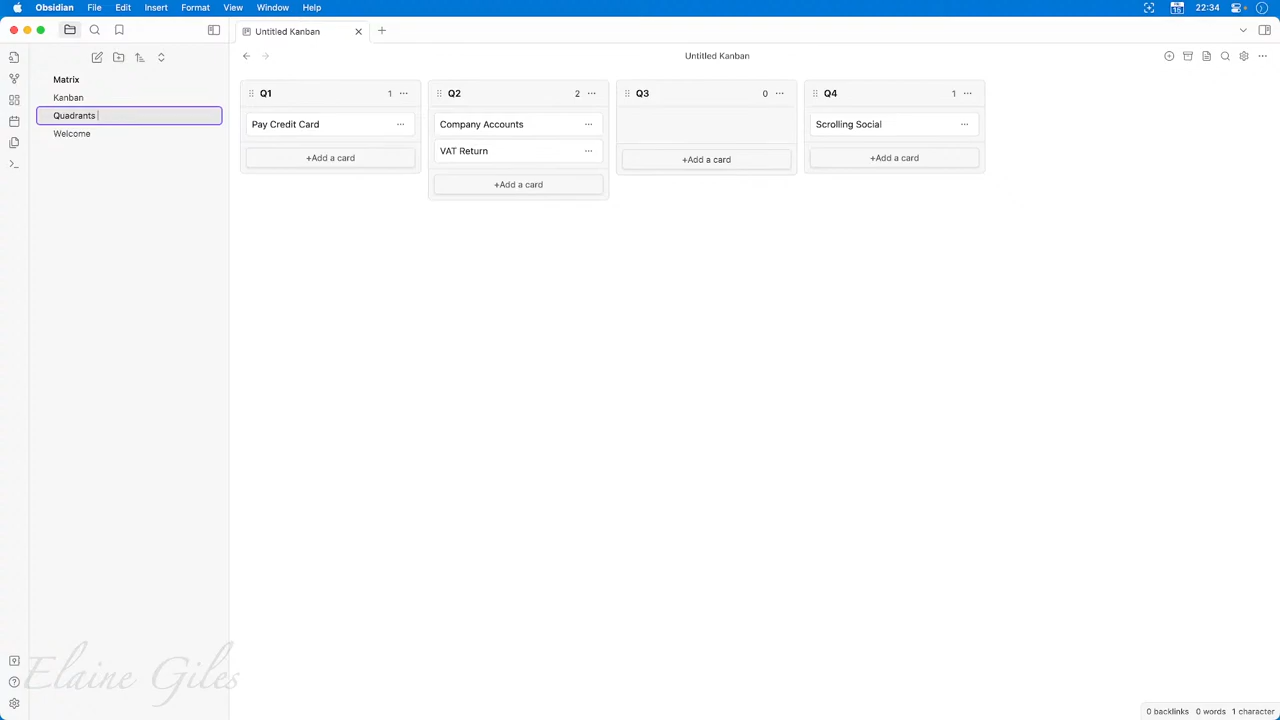 Obsidian File Edit Insert Format View Window Help 15 22:34
Untitled Kanban
Untitled Kanban
Matrix
Kanban
Quadrants
Welcome
Q1 1
Pay Credit Card
+Add a card
Q2 2
Company Accounts
VAT Return
+Add a card
Q3 0
+Add a card
Q4 1
Scrolling Social
+Add a card
Elaine Giles
0 backlinks 0 words 1 character